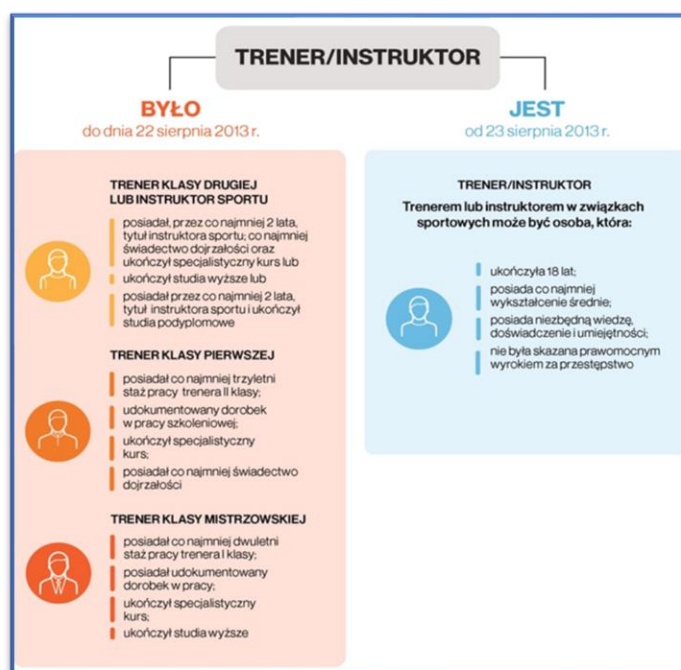 TRENER/INSTRUKTOR
BYŁO
do dnia 22 sierpnia 2013 r.
TRENER KLASY DRUGIEJ
LUB INSTRUKTOR SPORTU
posiadał, przez co najmniej 2 lata,
tytuł instruktora sportu; co najmniej
świadectwo dojrzałości oraz
ukończył specjalistyczny kurs lub
ukończył studia wyższe lub
posiadał przez co najmniej 2 lata,
tytuł instruktora sportu i ukończył
studia podyplomowe
TRENER KLASY PIERWSZEJ
posiadał co najmniej trzyletni
staż pracy trenera II klasy;
udokumentowany dorobek
w pracy szkoleniowej;
ukończył specjalistyczny
kurs;
posiadał co najmniej świadectwo
dojrzałości
TRENER KLASY MISTRZOWSKIEJ
posiadał co najmniej dwuletni
staż pracy trenera I klasy;
posiadał udokumentowany
dorobek w pracy;
ukończył specjalistyczny
kurs;
ukończył studia wyższe
JEST
od 23 sierpnia 2013 r.
TRENER/INSTRUKTOR
Trenerem lub instruktorem w związkach
sportowych może być osoba, która:
ukończyła 18 lat;
posiada co najmniej
wykształcenie średnie;
posiada niezbędną wiedzę,
doświadczenie i umiejętności;
nie była skazana prawomocnym
wyrokiem za przestępstwo